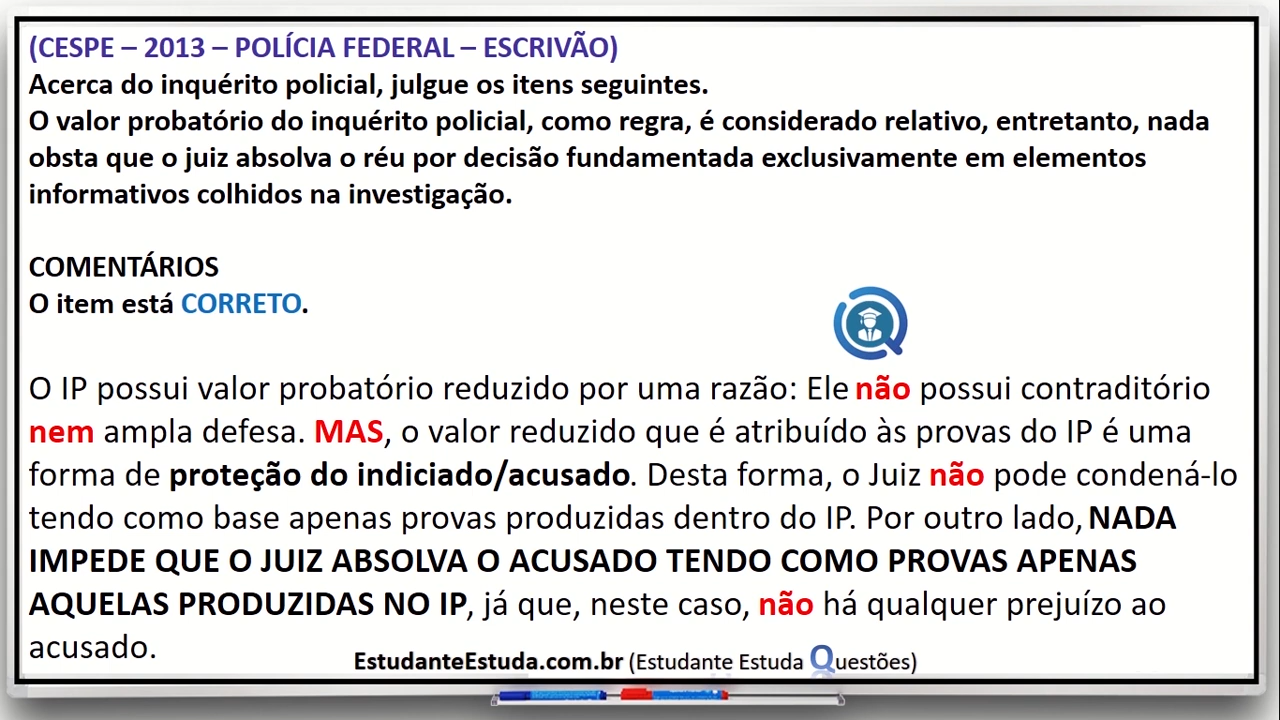 (CESPE – 2013 – POLÍCIA FEDERAL – ESCRIVÃO)
Acerca do inquérito policial, julgue os itens seguintes.
O valor probatório do inquérito policial, como regra, é considerado relativo, entretanto, nada
obsta que o juiz absolva o réu por decisão fundamentada exclusivamente em elementos
informativos colhidos na investigação.
COMENTÁRIOS
O item está CORRETO.
O IP possui valor probatório reduzido por uma razão: Ele não possui contraditório
nem ampla defesa. MAS, o valor reduzido que é atribuído às provas do IP é uma
forma de proteção do indiciado/acusado. Desta forma, o Juiz não pode condená-lo
tendo como base apenas provas produzidas dentro do IP. Por outro lado, NADA
IMPEDE QUE O JUIZ ABSOLVA O ACUSADO TENDO COMO PROVAS APENAS
AQUELAS PRODUZIDAS NO IP, já que, neste caso, não há qualquer prejuízo ao
acusado.
EstudanteEstuda.com.br (Estudante Estuda Questões)